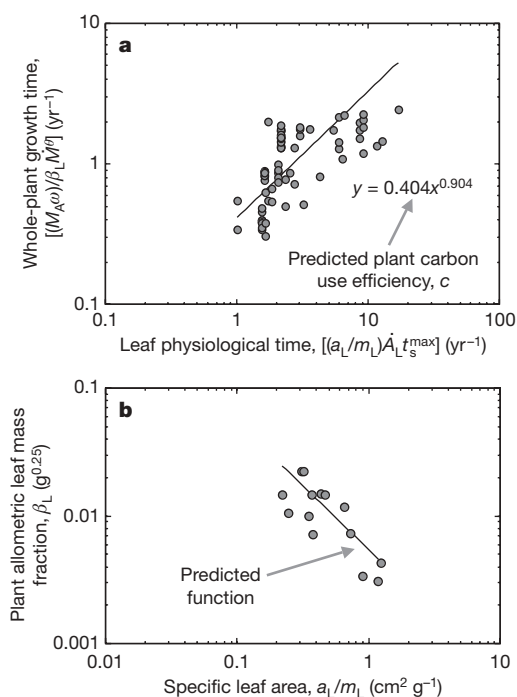 a
Whole-plant growth time,
[(M_Aω)/β_L Ṁ^θ] (yr⁻¹)
10
1
0.1
y = 0.404x^0.904
Predicted plant carbon
use efficiency, c
0.1
1
10
100
Leaf physiological time, [(a_L/m_L)Ȧ_L t_s^max] (yr⁻¹)
b
Plant allometric leaf mass
fraction, β_L (g^0.25)
0.1
0.01
0.001
Predicted
function
0.01
0.1
1
10
Specific leaf area, a_L/m_L (cm² g⁻¹)